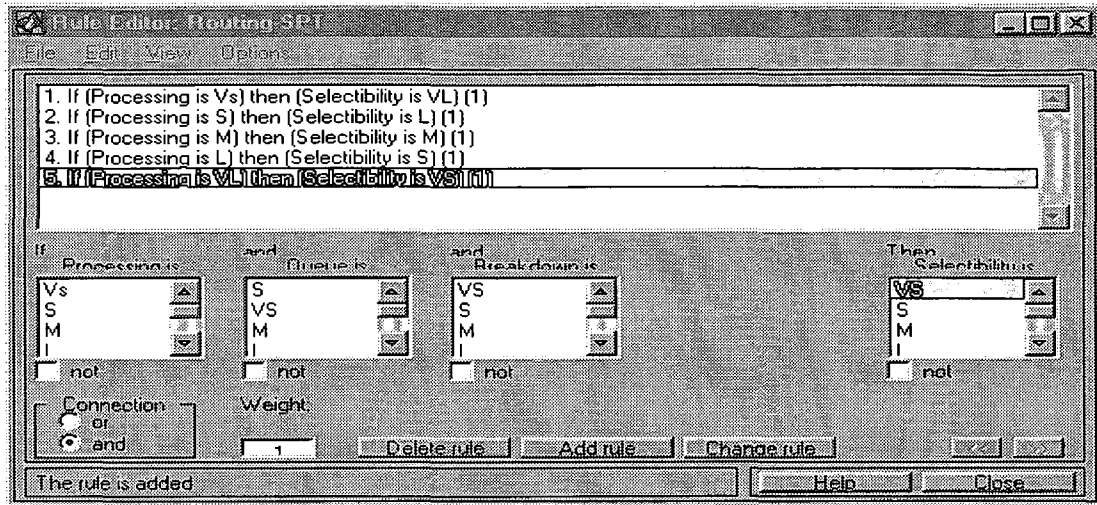 Rule Editor: Routing SPT
File Edit View Options
1. If (Processing is Vs) then (Selectibility is VL) (1)
2. If (Processing is S) then (Selectibility is L) (1)
3. If (Processing is M) then (Selectibility is M) (1)
4. If (Processing is L) then (Selectibility is S) (1)
5. If (Processing is VL) then (Selectibility is VS) (1)
If and and Then
Processing is Queue is Breakdown is Selectibility is
Vs S VS VS
S VS S S
M M M M
not not not not
Connection Weight:
or
and 1 Delete rule Add rule Change rule << >>
The rule is added Help Close